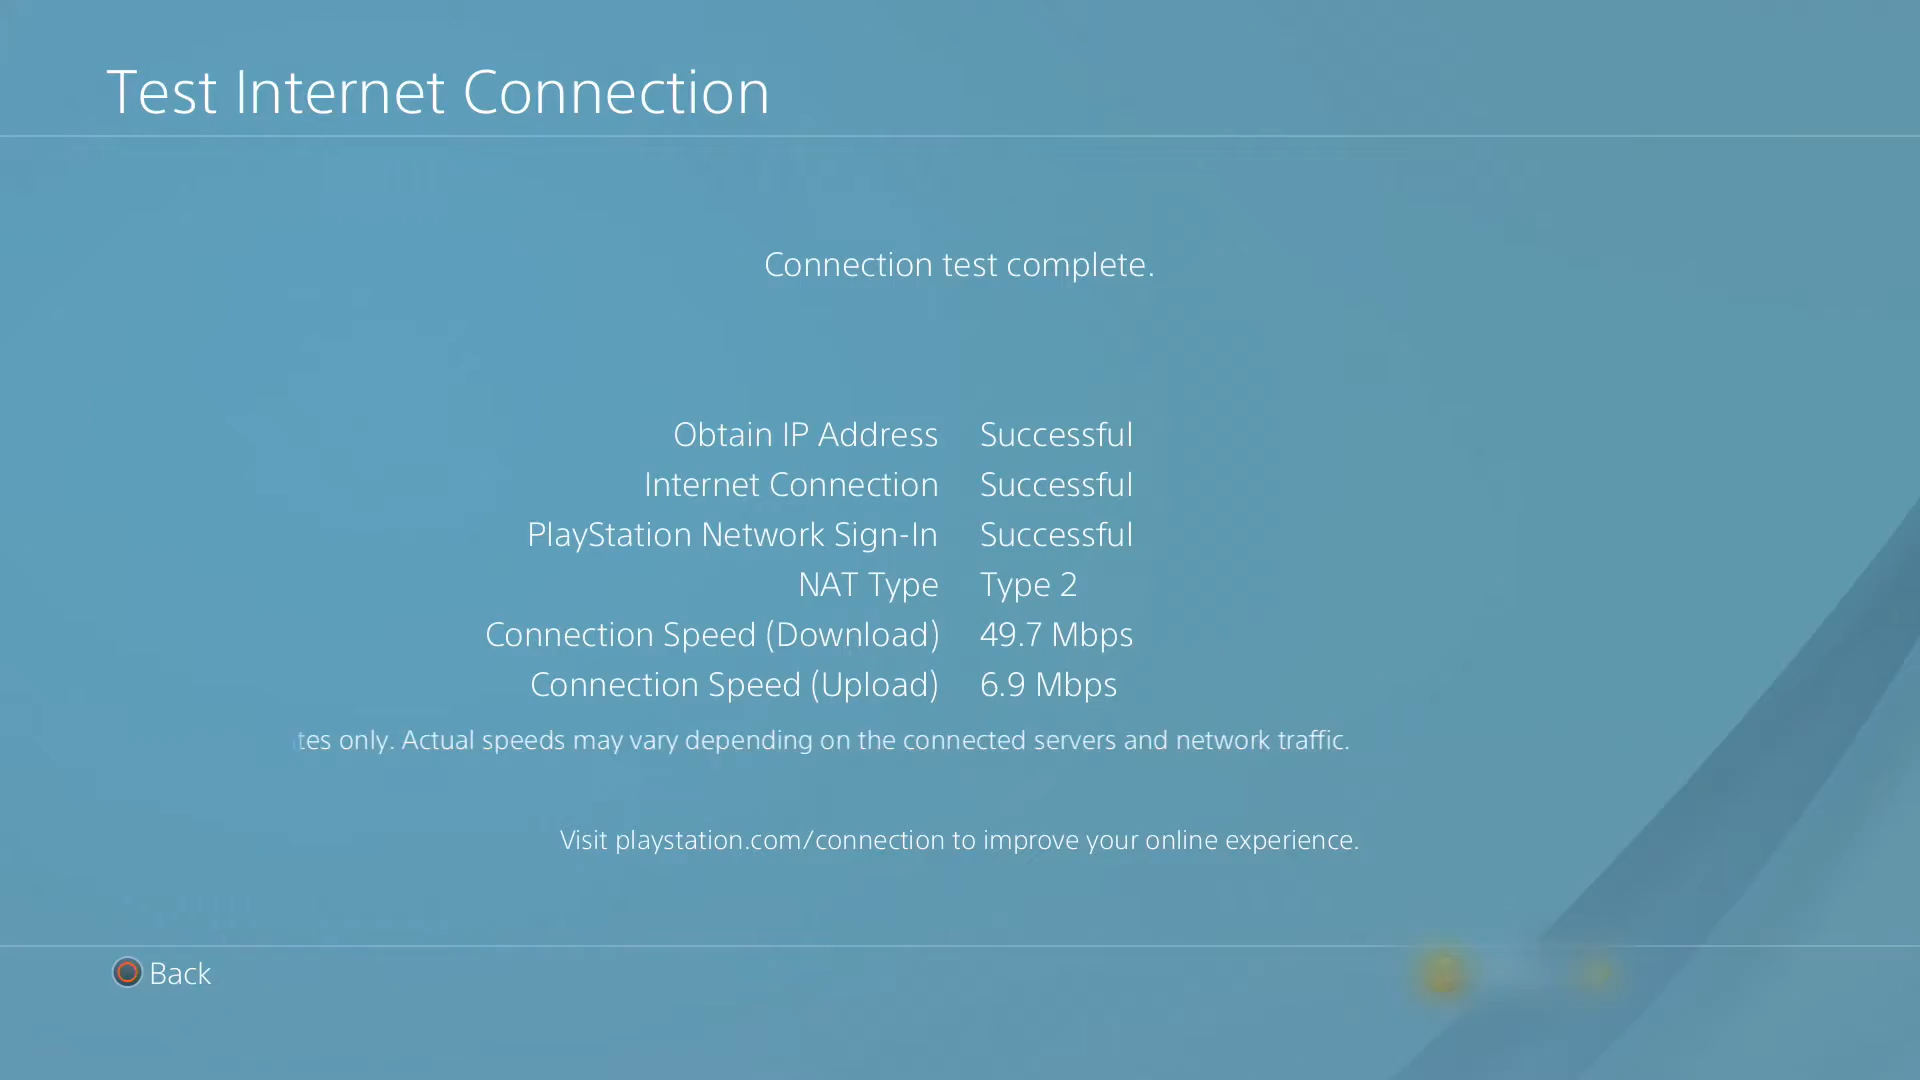 Test Internet Connection
Connection test complete.
Obtain IP Address Successful
Internet Connection Successful
PlayStation Network Sign-In Successful
NAT Type Type 2
Connection Speed (Download) 49.7 Mbps
Connection Speed (Upload) 6.9 Mbps
only. Actual speeds may vary depending on the connected servers and network traffic.
Visit playstation.com/connection to improve your online experience.
Back